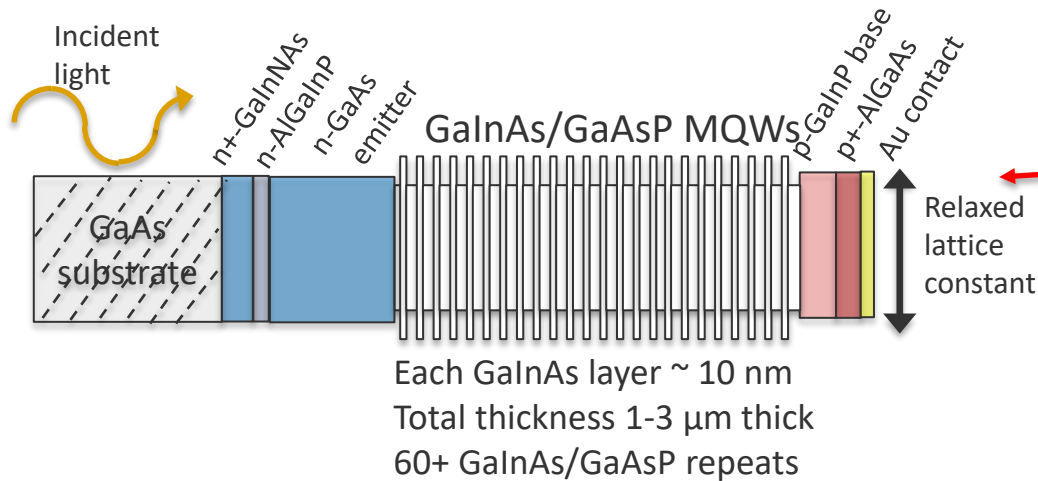 Incident
light
n+-GaInNAs
n-AlGaInP
n-GaAs
emitter
GaInAs/GaAsP MQWs
p-GaInP base
p+-AlGaAs
Au contact
GaAs
substrate
Relaxed
lattice
constant
Each GaInAs layer ~ 10 nm
Total thickness 1-3 μm thick
60+ GaInAs/GaAsP repeats